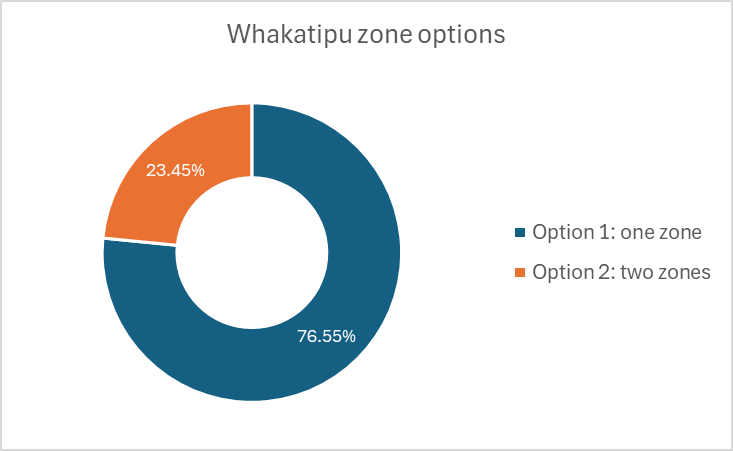 Whakatipu zone options
23.45%
76.55%
Option 1: one zone
Option 2: two zones